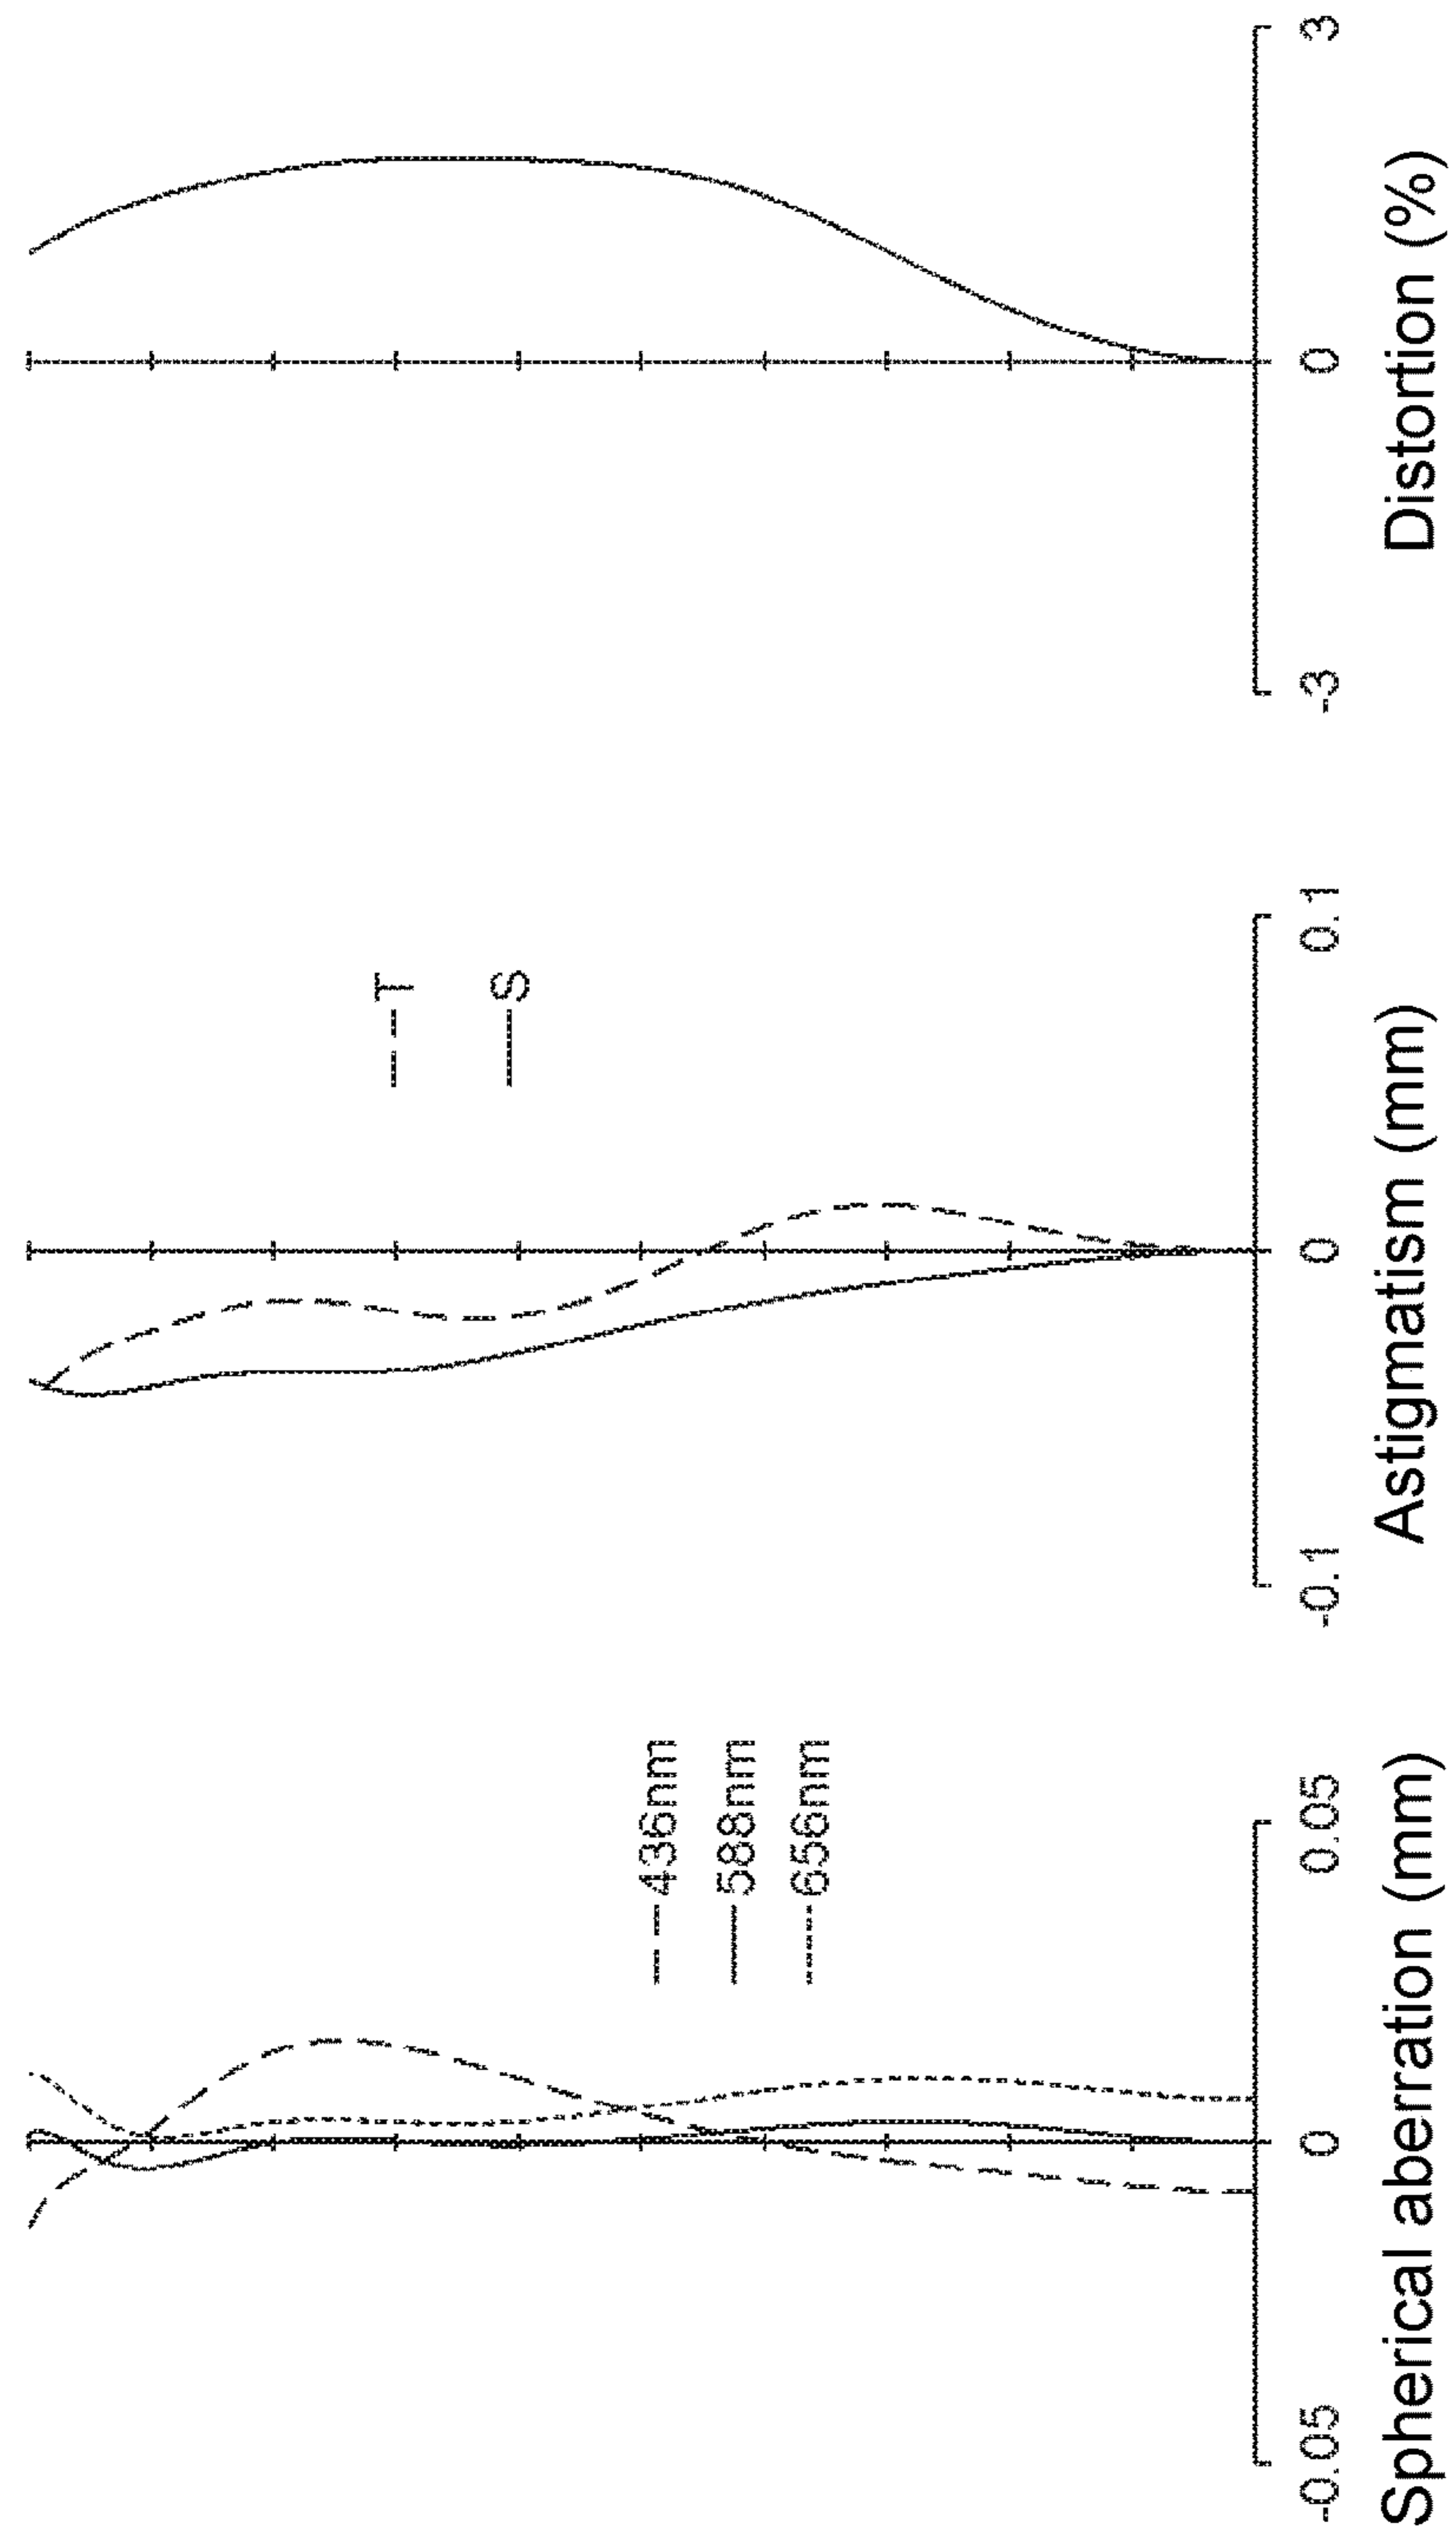 436nm
588nm
656nm
-0.05 0 0.05
Spherical aberration (mm)
T
S
-0.1 0 0.1
Astigmatism (mm)
-3 0 3
Distortion (%)